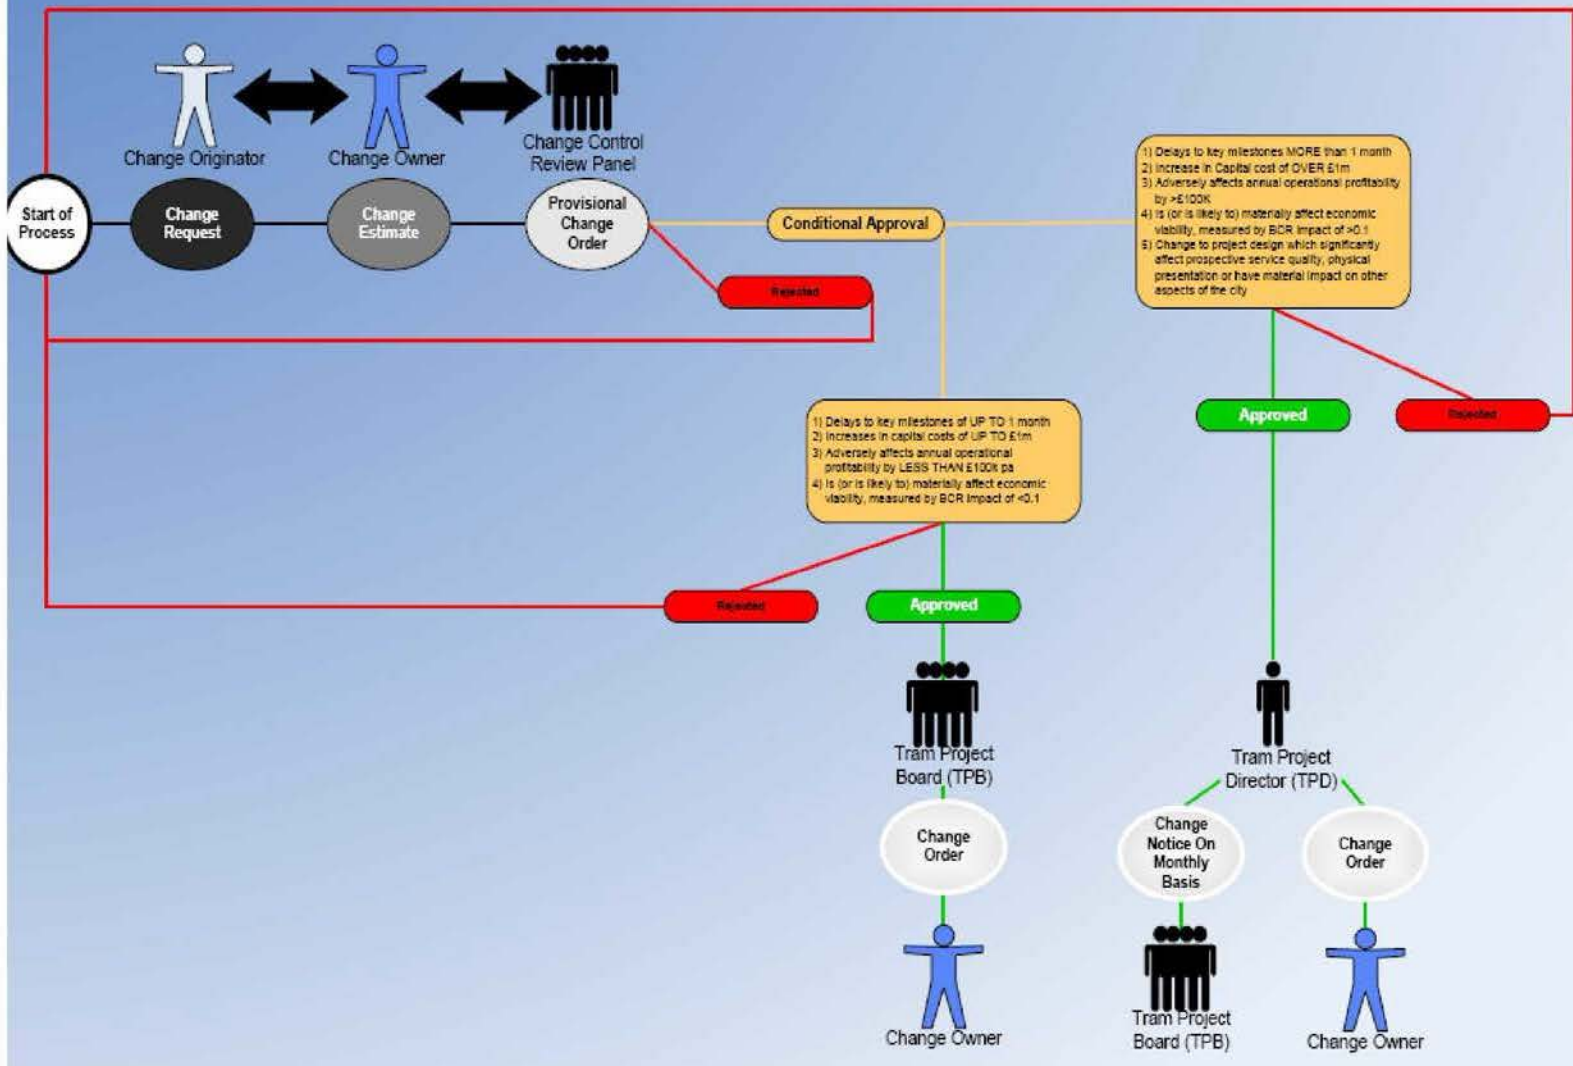 Change Originator
Change Owner
Change Control
Review Panel
Start of
Process
Change
Request
Change
Estimate
Provisional
Change
Order
Conditional Approval
Rejected
1) Delays to key milestones MORE than 1 month
2) Increase in Capital cost of OVER £1m
3) Adversely affects annual operational profitability
by >£100K
4) Is (or is likely to) materially affect economic
viability, measured by BCR Impact of >0.1
5) Change to project design which significantly
affect prospective service quality, physical
presentation or have material impact on other
aspects of the city
Approved
Rejected
1) Delays to key milestones of UP TO 1 month
2) Increases in capital costs of UP TO £1m
3) Adversely affects annual operational
profitability by LESS THAN £100k pa
4) Is (or is likely to) materially affect economic
viability, measured by BCR Impact of <0.1
Rejected
Approved
Tram Project
Board (TPB)
Change
Order
Change Owner
Tram Project
Director (TPD)
Change
Notice On
Monthly
Basis
Change
Order
Tram Project
Board (TPB)
Change Owner